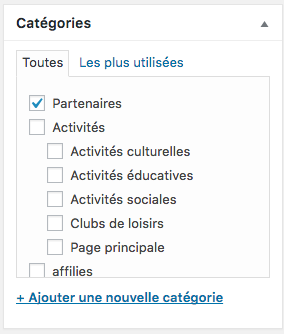 Catégories
Toutes
Les plus utilisées
Partenaires
Activités
Activités culturelles
Activités éducatives
Activités sociales
Clubs de loisirs
Page principale
affilies
+ Ajouter une nouvelle catégorie